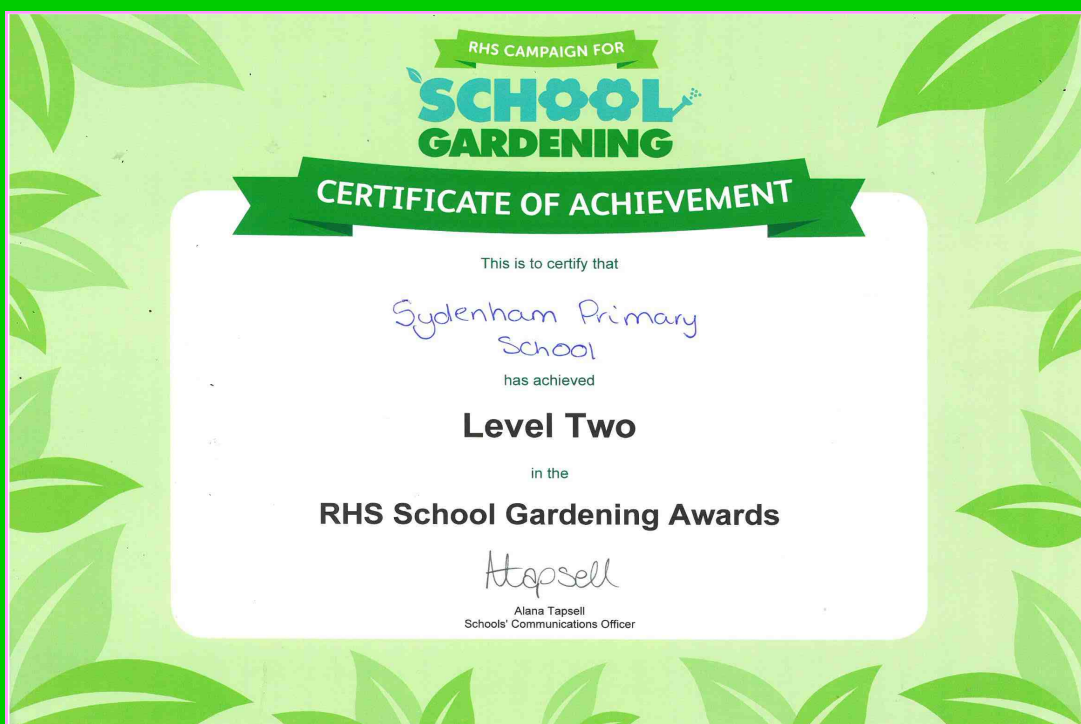 RHS CAMPAIGN FOR
SCHOOL
GARDENING
CERTIFICATE OF ACHIEVEMENT
This is to certify that
Sydenham Primary
School
has achieved
Level Two
in the
RHS School Gardening Awards
Atapsell
Alana Tapsell
Schools' Communications Officer